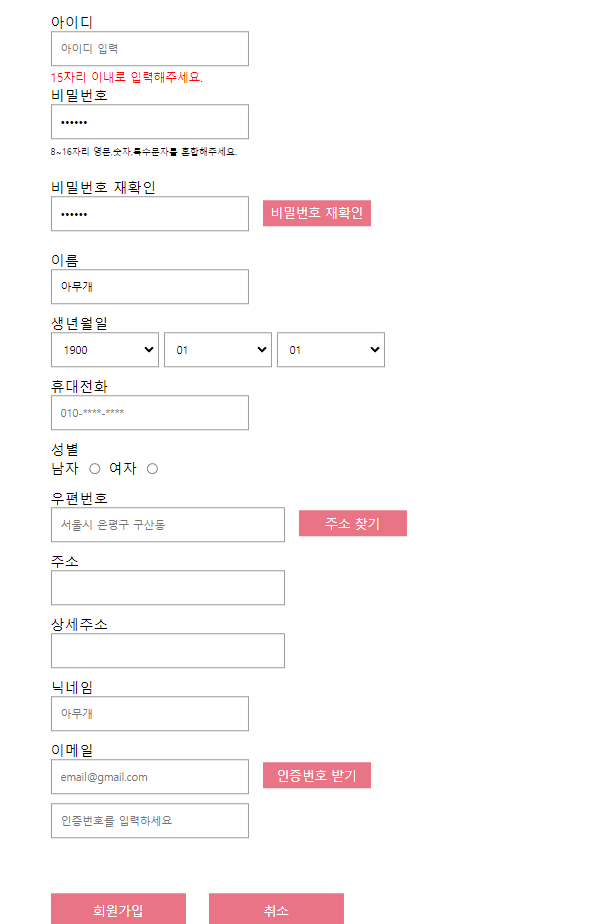 아이디
아이디 입력
15자리 이내로 입력해주세요.
비밀번호
••••••
8~16자리 영문,숫자,특수문자를 혼합해주세요.
비밀번호 재확인
•••••• 비밀번호 재확인
이름
아무개
생년월일
1900 01 01
휴대전화
010-****-****
성별
남자 여자
우편번호
서울시 은평구 구산동 주소 찾기
주소
상세주소
닉네임
아무개
이메일
email@gmail.com 인증번호 받기
인증번호를 입력하세요
회원가입 취소